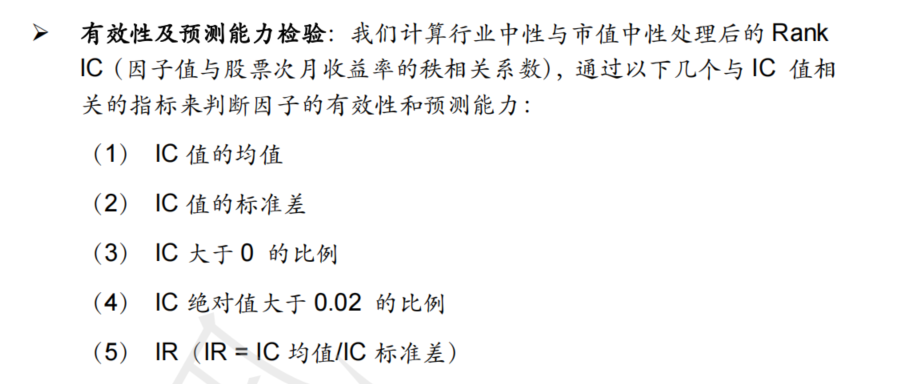 ➢ 有效性及预测能力检验：我们计算行业中性与市值中性处理后的 Rank
IC（因子值与股票次月收益率的秩相关系数），通过以下几个与 IC 值相
关的指标来判断因子的有效性和预测能力：
（1） IC 值的均值
（2） IC 值的标准差
（3） IC 大于 0 的比例
（4） IC 绝对值大于 0.02 的比例
（5） IR（IR = IC 均值/IC 标准差）